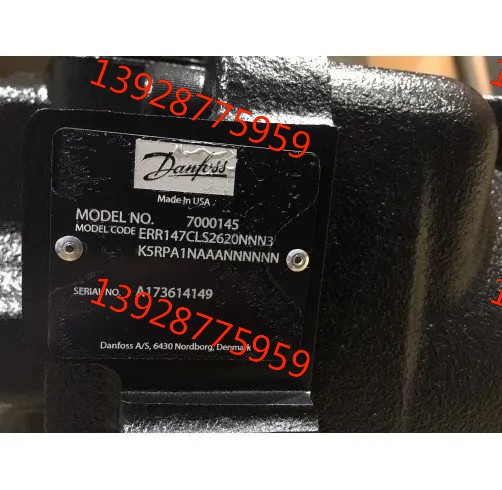 13928775959
Danfoss
Made in USA
MODEL NO. 7000145
MODEL CODE ERR147CLS2620NNN3
K5RPA1NAAANNNNNN
SERIAL NO. A173614149
13928775959
Danfoss A/S, 6430 Nordborg, Denmark